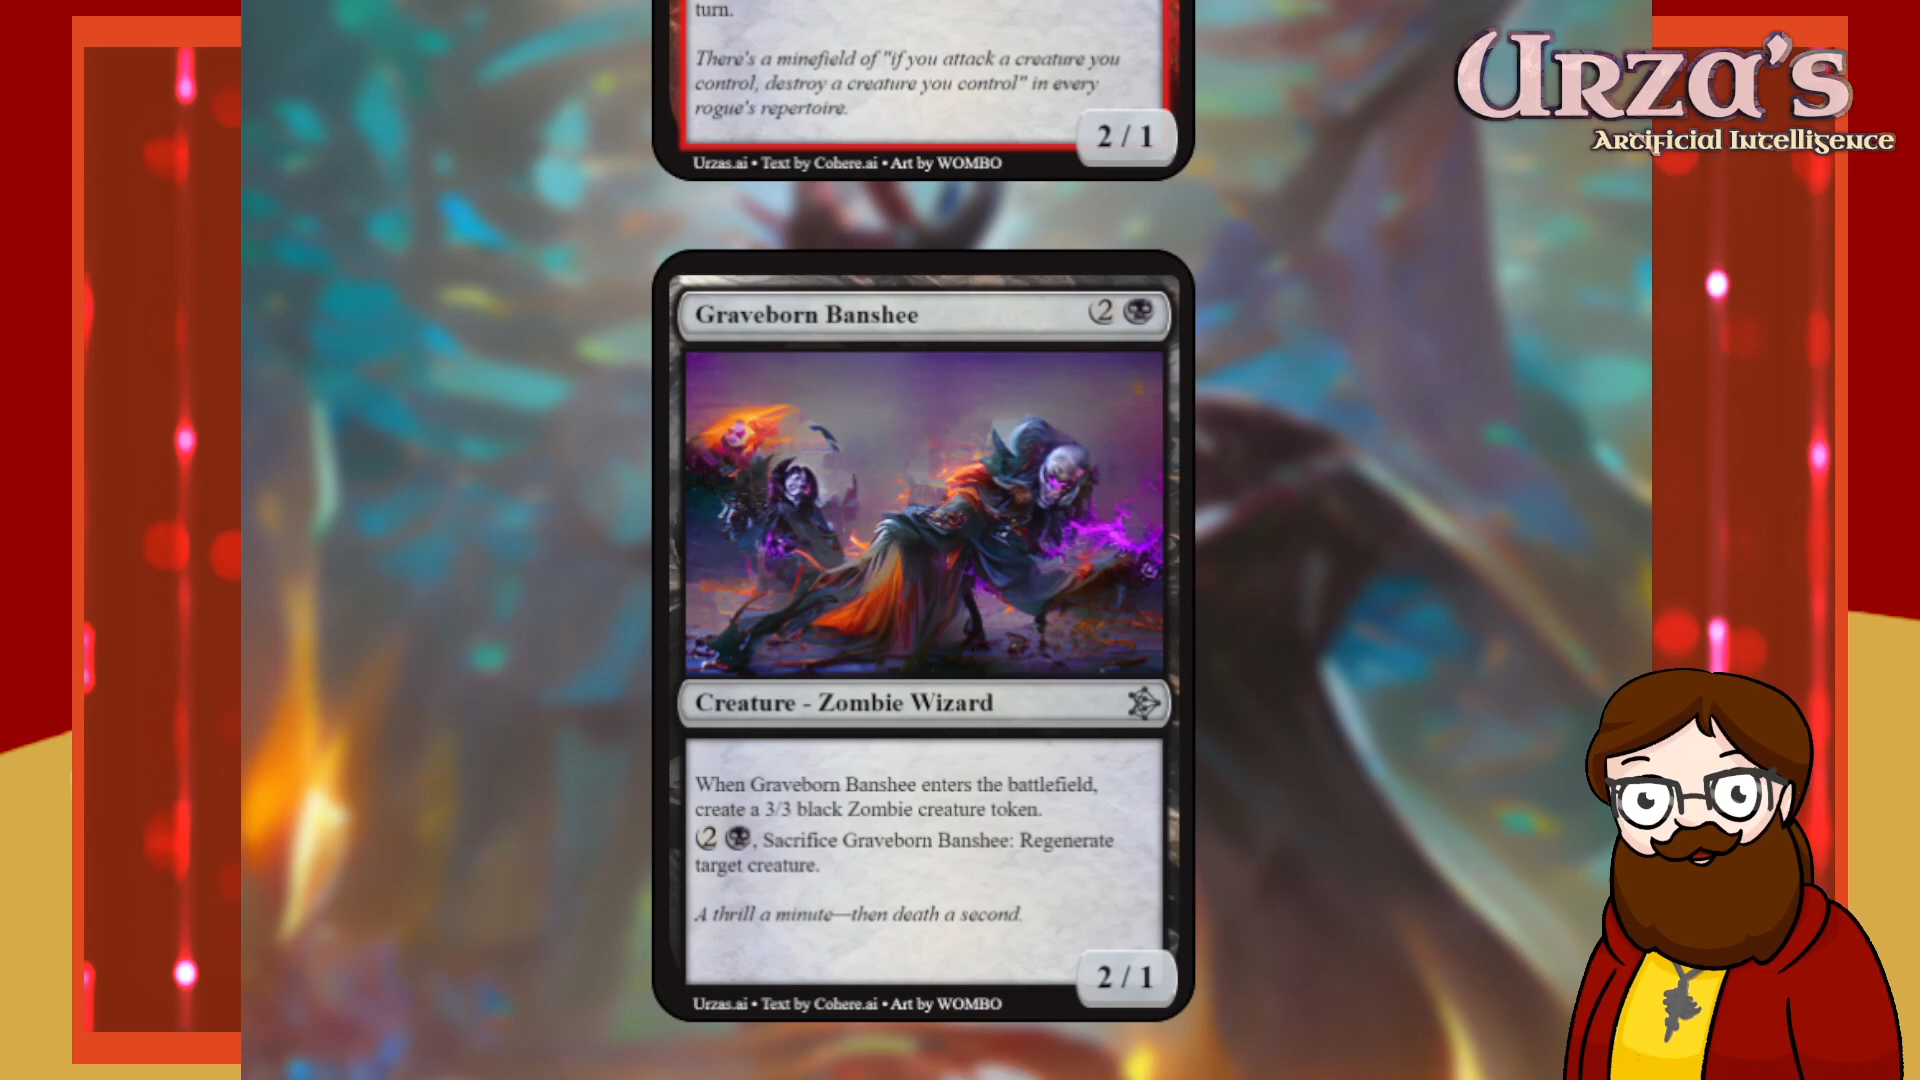 turn.
There's a minefield of "if you attack a creature you
control, destroy a creature you control" in every
rogue's repertoire.
2 / 1
Urzas.ai • Text by Cohere.ai • Art by WOMBO
Urza's
Artificial Intelligence
Graveborn Banshee 2
Creature - Zombie Wizard
When Graveborn Banshee enters the battlefield,
create a 3/3 black Zombie creature token.
2 , Sacrifice Graveborn Banshee: Regenerate
target creature.
A thrill a minute—then death a second.
2 / 1
Urzas.ai • Text by Cohere.ai • Art by WOMBO